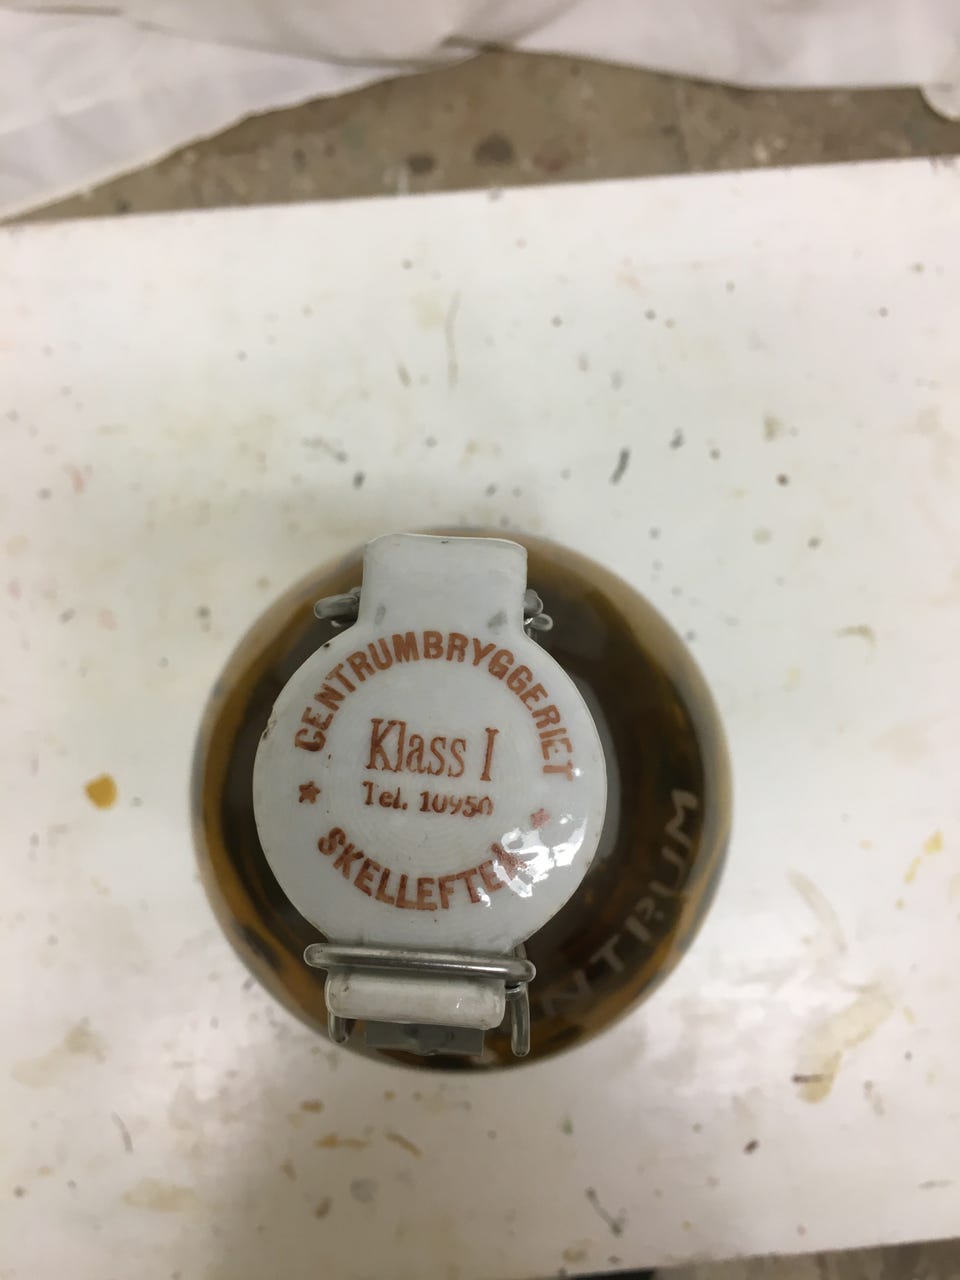 CENTRUMBRYGGERIET
Klass I
Tel. 10950
SKELLEFTEÅ
NTRUM